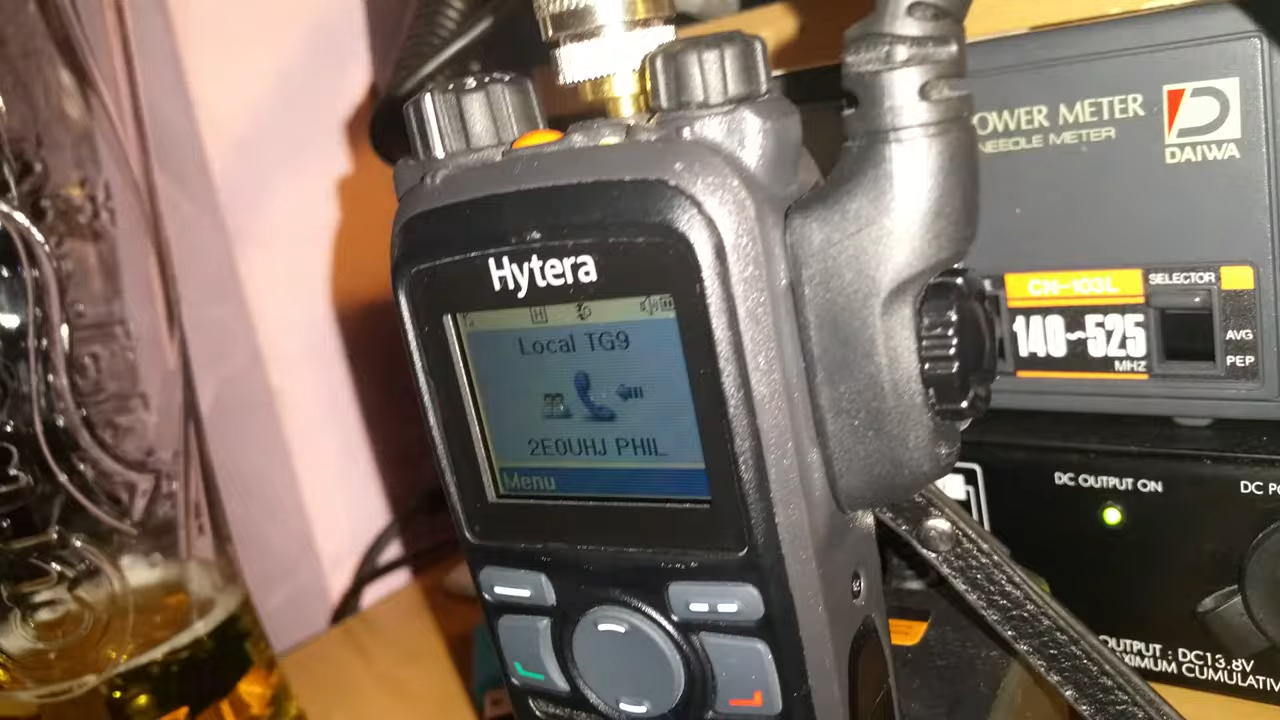 Hytera
Local TG9
2E0UHJ PHIL
Menu
OWER METER
NEEDLE METER
DAIWA
CN-103L
SELECTOR
140~525
MHZ
AVG
PEP
DC OUTPUT ON
DC PO
OUTPUT : DC13.8V
XIMUM CUMULATIV